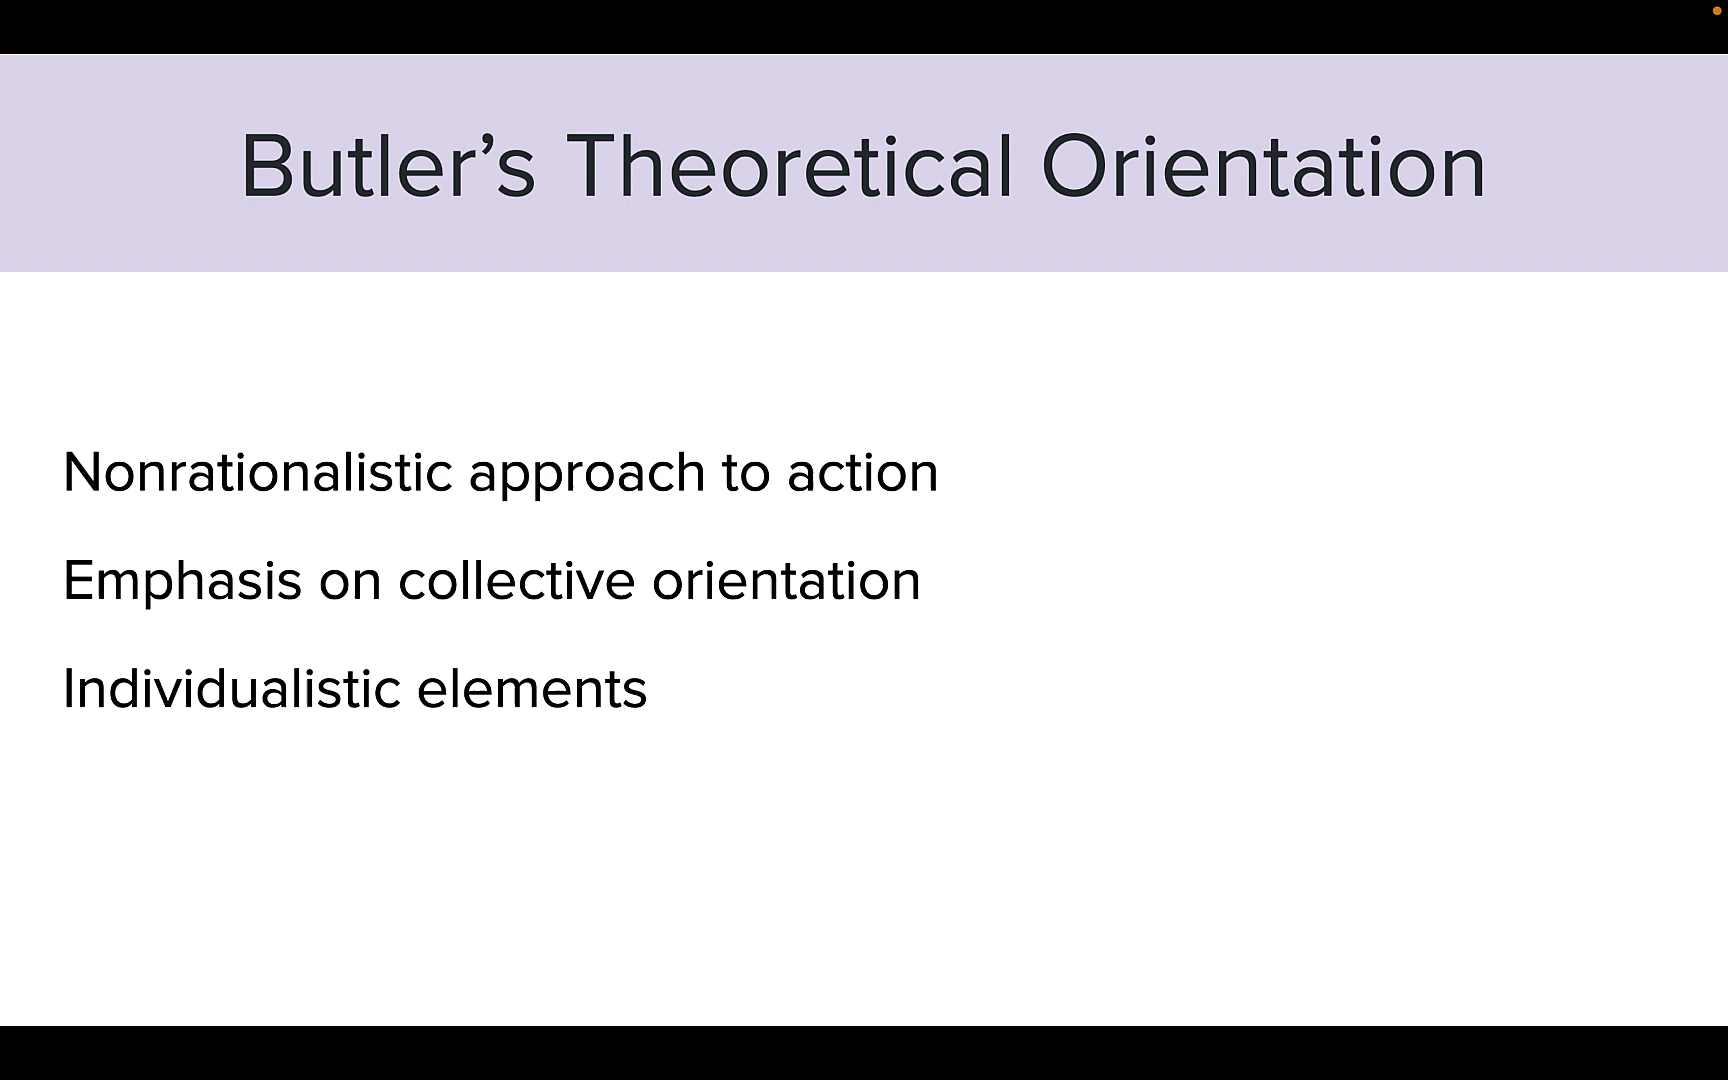 Butler’s Theoretical Orientation
Nonrationalistic approach to action
Emphasis on collective orientation
Individualistic elements